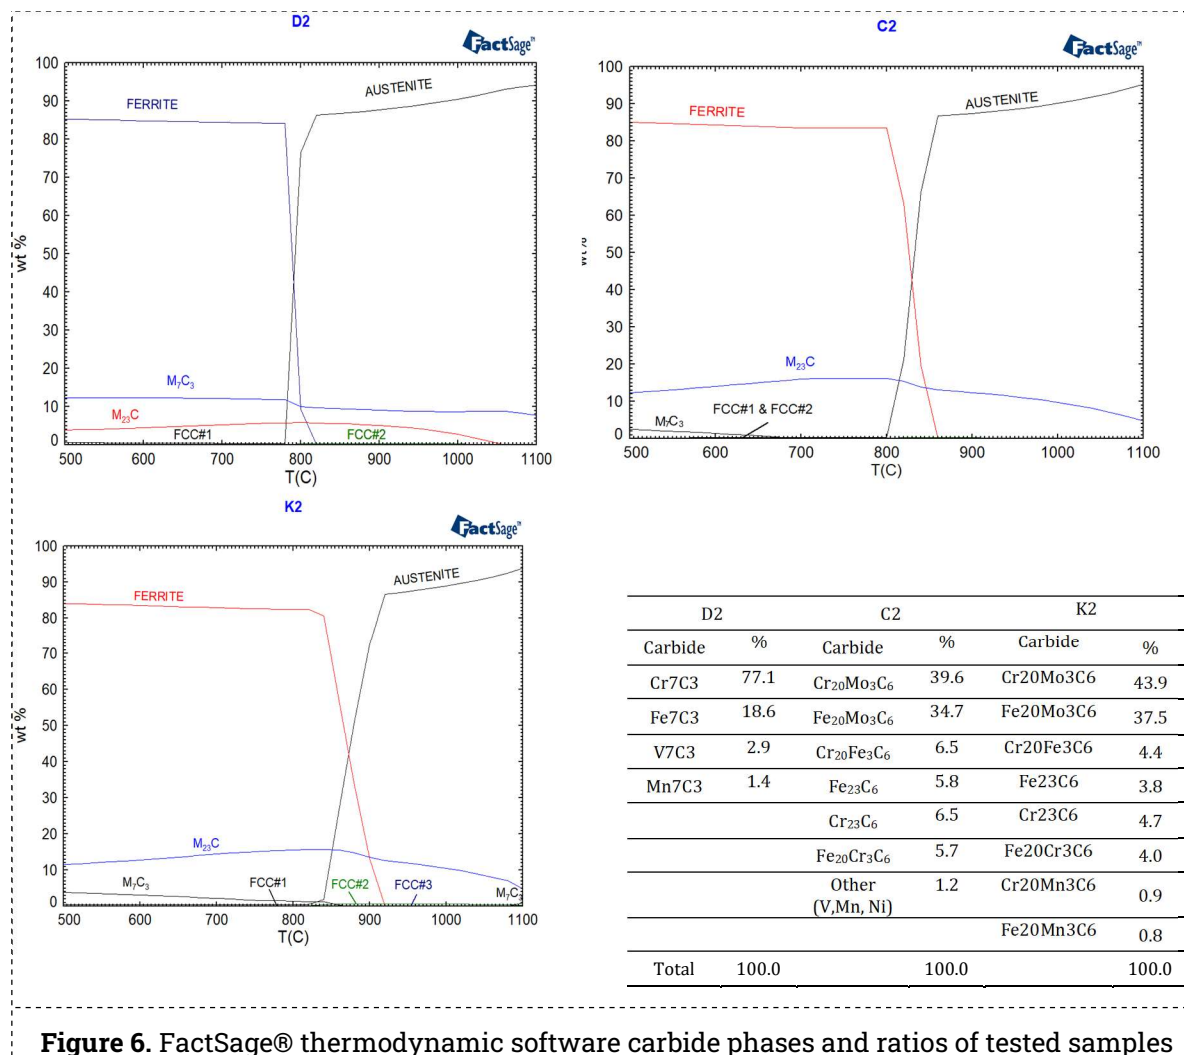 D2
FactSage™
100
90
80
70
60
50
40
30
20
10
0
wt %
FERRITE
AUSTENITE
M₇C₃
M₂₃C
FCC#1
FCC#2
500 600 700 800 900 1000 1100
T(C)
C2
FactSage™
100
90
80
70
60
50
40
30
20
10
0
FERRITE
AUSTENITE
M₂₃C
FCC#1 & FCC#2
M₇C₃
500 600 700 800 900 1000 1100
T(C)
K2
FactSage™
100
90
80
70
60
50
40
30
20
10
0
wt %
FERRITE
AUSTENITE
M₂₃C
M₇C₃
FCC#1
FCC#2
FCC#3
M₇C₃
500 600 700 800 900 1000 1100
T(C)
D2 C2 K2
Carbide % Carbide % Carbide %
Cr7C3 77.1 Cr₂₀Mo₃C₆ 39.6 Cr20Mo3C6 43.9
Fe7C3 18.6 Fe₂₀Mo₃C₆ 34.7 Fe20Mo3C6 37.5
V7C3 2.9 Cr₂₀Fe₃C₆ 6.5 Cr20Fe3C6 4.4
Mn7C3 1.4 Fe₂₃C₆ 5.8 Fe23C6 3.8
Cr₂₃C₆ 6.5 Cr23C6 4.7
Fe₂₀Cr₃C₆ 5.7 Fe20Cr3C6 4.0
Other (V,Mn, Ni) 1.2 Cr20Mn3C6 0.9
Fe20Mn3C6 0.8
Total 100.0 100.0 100.0
Figure 6. FactSage® thermodynamic software carbide phases and ratios of tested samples